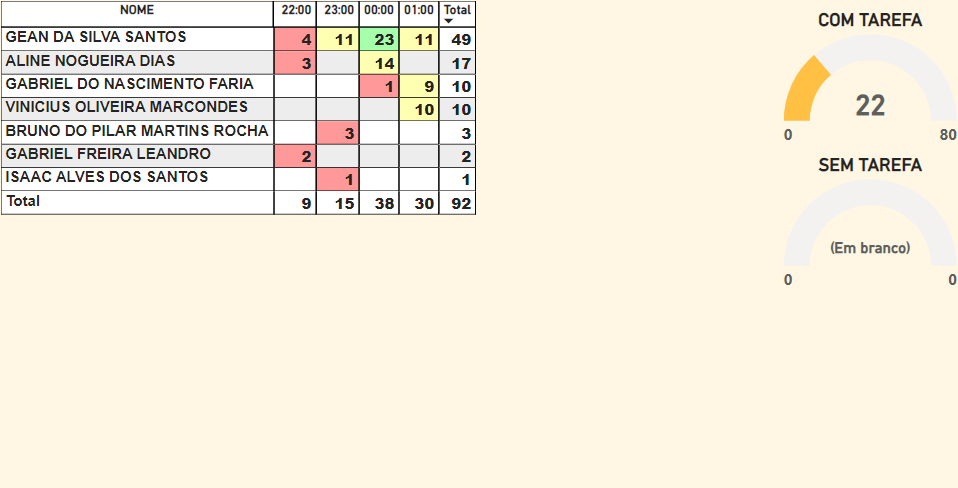 NOME 22:00 23:00 00:00 01:00 Total
GEAN DA SILVA SANTOS 4 11 23 11 49
ALINE NOGUEIRA DIAS 3 14 17
GABRIEL DO NASCIMENTO FARIA 1 9 10
VINICIUS OLIVEIRA MARCONDES 10 10
BRUNO DO PILAR MARTINS ROCHA 3 3
GABRIEL FREIRA LEANDRO 2 2
ISAAC ALVES DOS SANTOS 1 1
Total 9 15 38 30 92
COM TAREFA
22
0 80
SEM TAREFA
(Em branco)
0 0